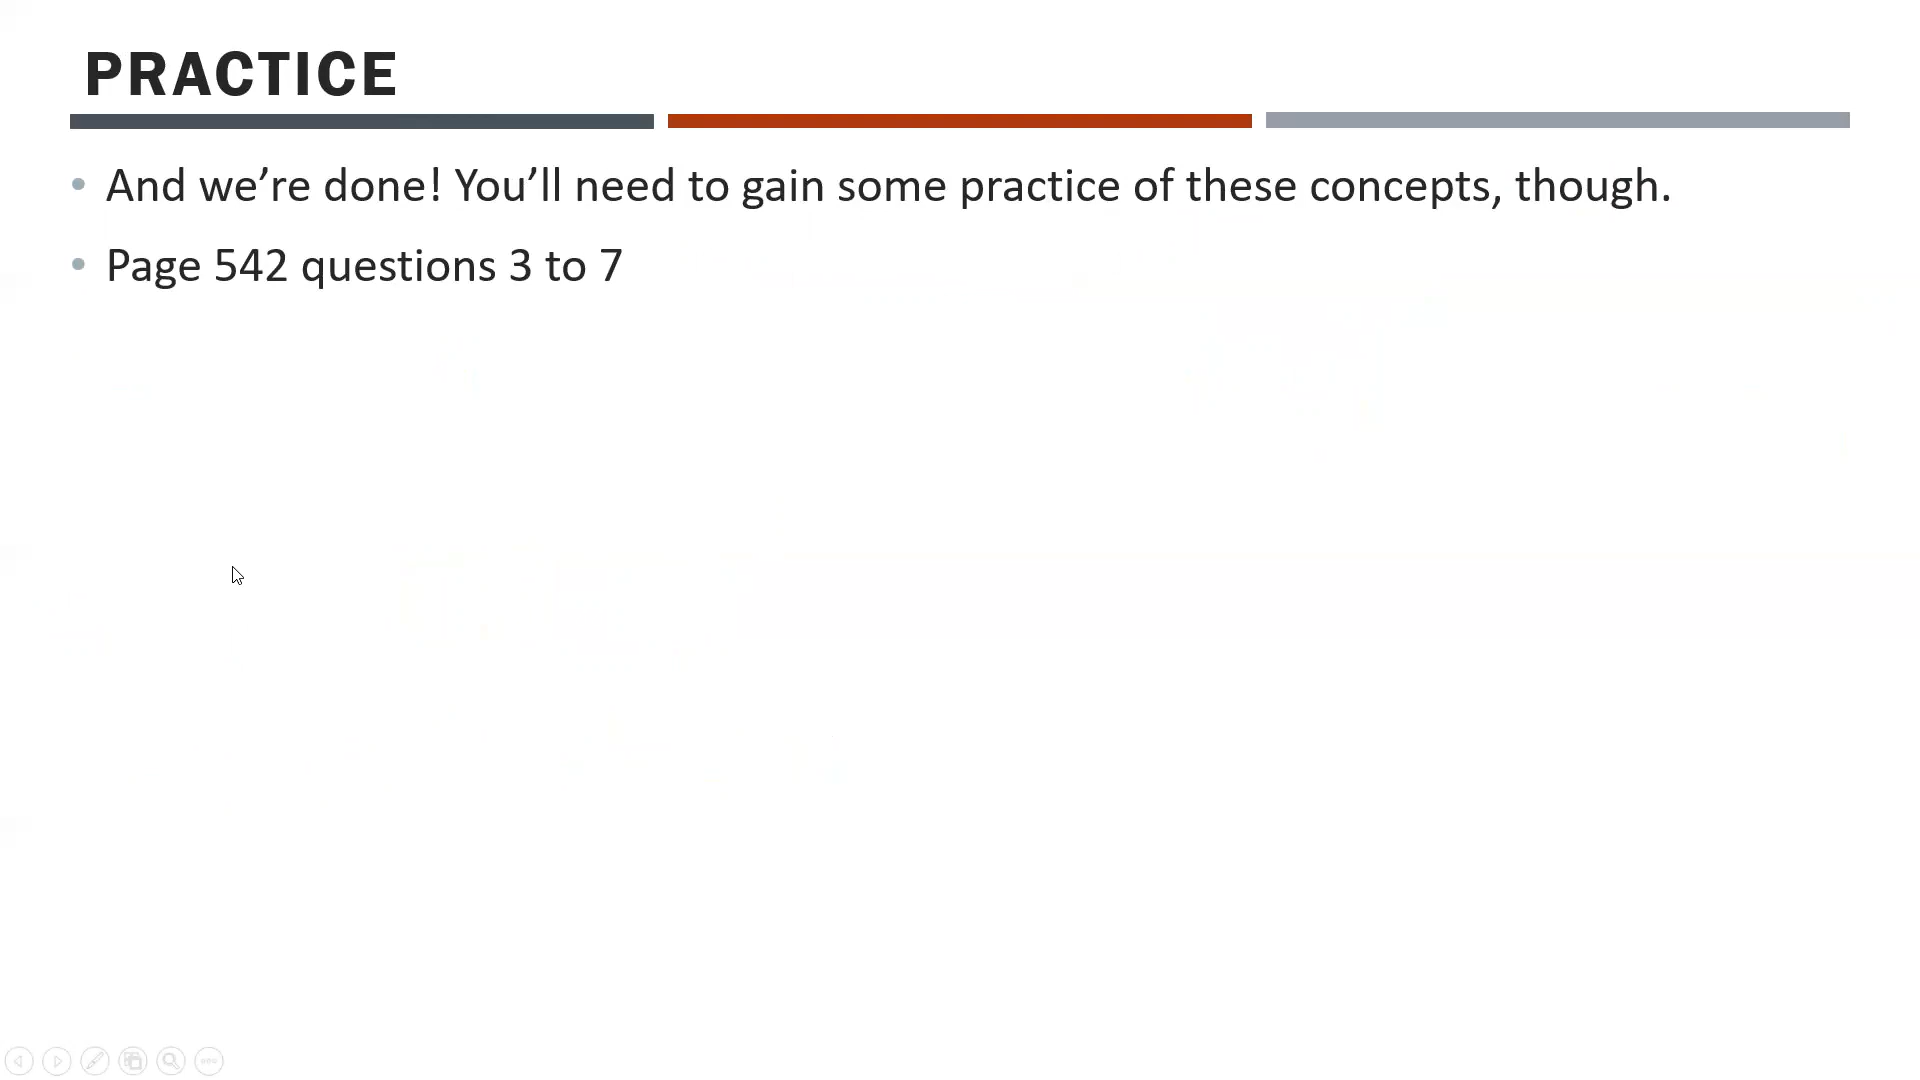 PRACTICE
• And we’re done! You’ll need to gain some practice of these concepts, though.
• Page 542 questions 3 to 7